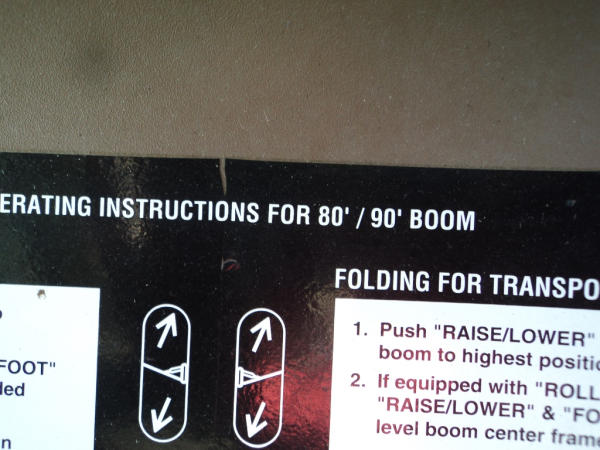 ERATING INSTRUCTIONS FOR 80' / 90' BOOM
FOOT"
ded
n
FOLDING FOR TRANSPO
1. Push "RAISE/LOWER"
boom to highest positio
2. If equipped with "ROLL
"RAISE/LOWER" & "FO
level boom center frame